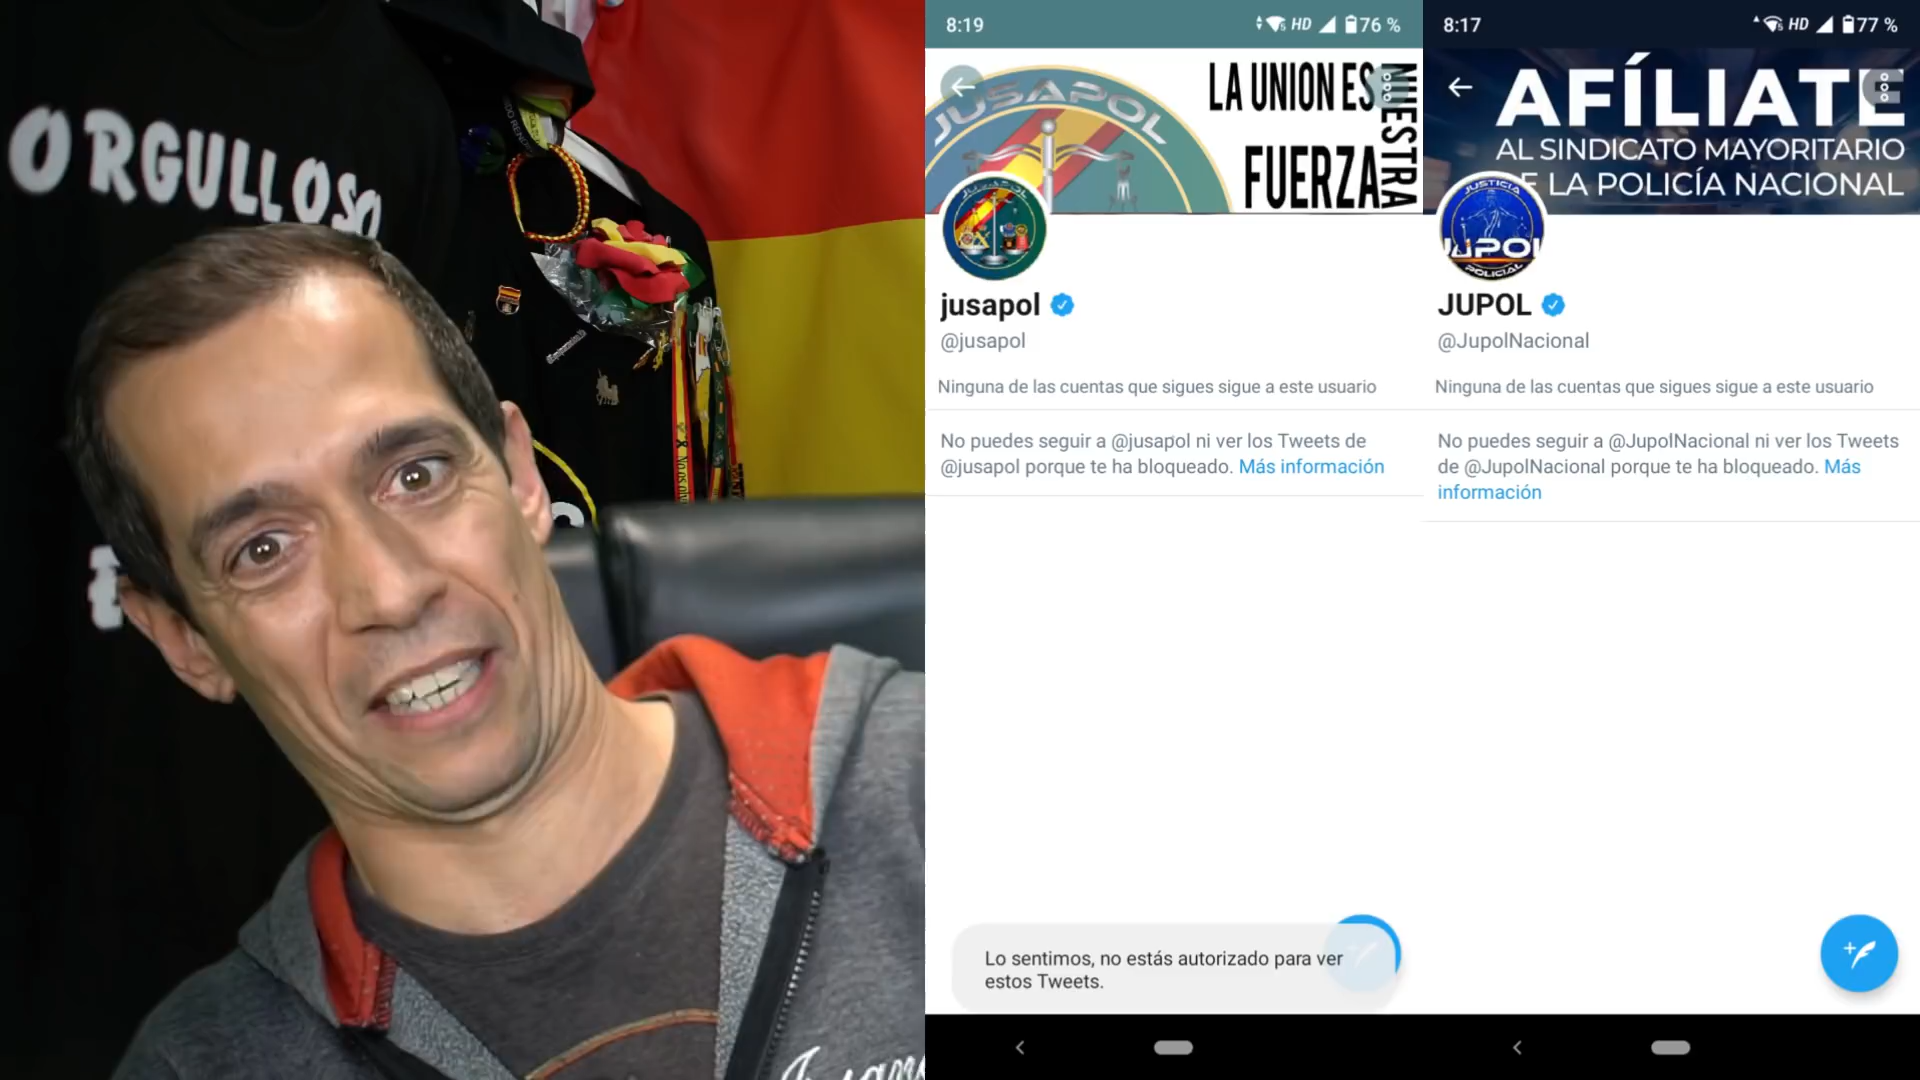 ORGULLOSO
8:19
HD
76 %
JUSAPOL
LA UNION ES
NUESTRA
FUERZA
JUSAPOL
jusapol
@jusapol
Ninguna de las cuentas que sigues sigue a este usuario
No puedes seguir a @jusapol ni ver los Tweets de
@jusapol porque te ha bloqueado. Más información
Lo sentimos, no estás autorizado para ver
estos Tweets.
8:17
HD
77 %
AFÍLIATE
AL SINDICATO MAYORITARIO
DE LA POLICÍA NACIONAL
JUSTICIA
JUPOL
POLICIAL
JUPOL
@JupolNacional
Ninguna de las cuentas que sigues sigue a este usuario
No puedes seguir a @JupolNacional ni ver los Tweets
de @JupolNacional porque te ha bloqueado. Más
información